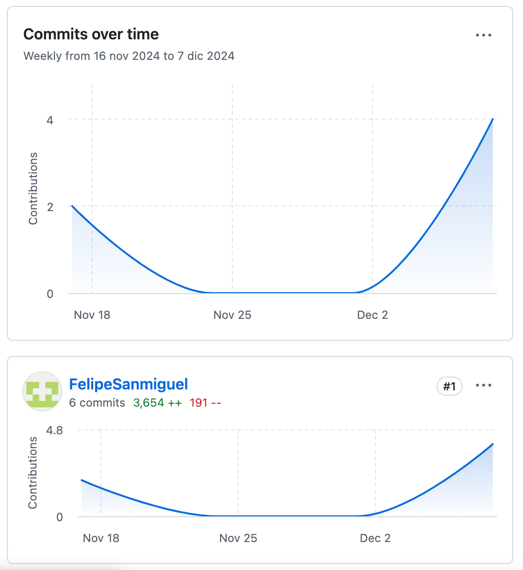 Commits over time
Weekly from 16 nov 2024 to 7 dic 2024
Contributions
4
2
0
Nov 18 Nov 25 Dec 2
FelipeSanmiguel #1
6 commits 3,654 ++ 191 --
Contributions
4.8
0
Nov 18 Nov 25 Dec 2